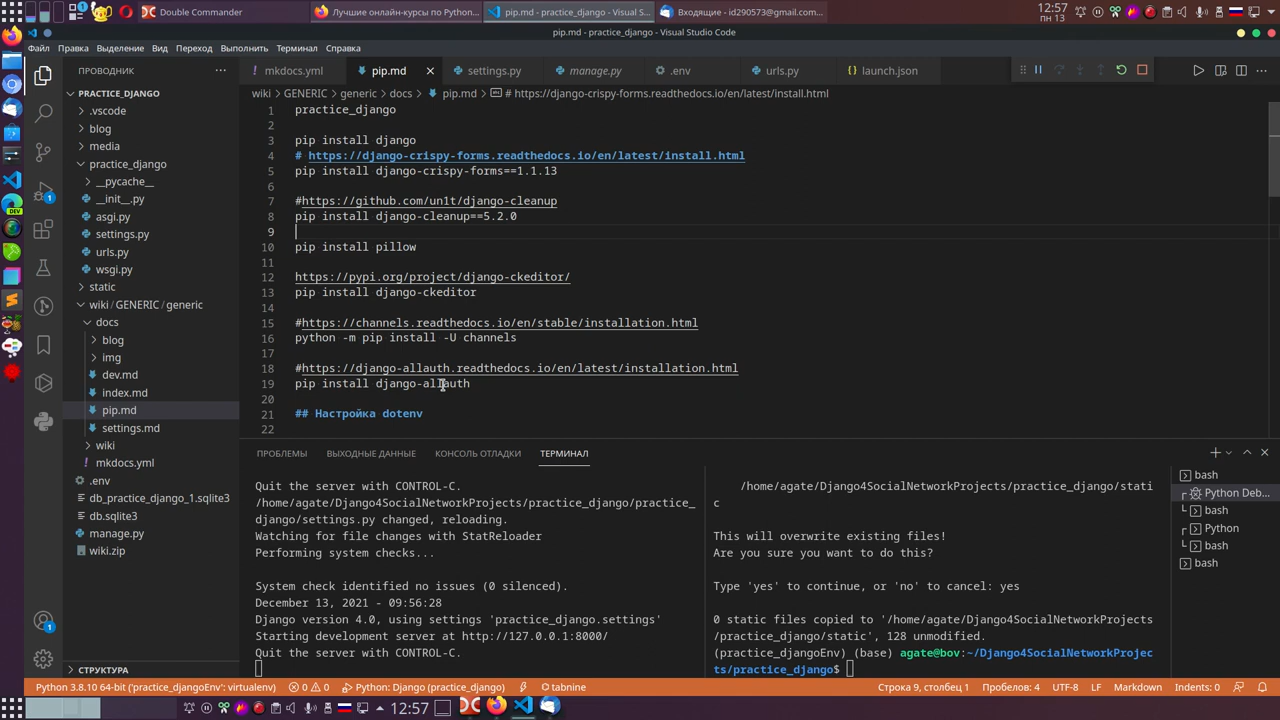 Double Commander
Лучшие онлайн-курсы по Python...
pip.md - practice_django - Visual S...
Входящие - id290573@gmail.com...
12:57
пн 13
pip.md - practice_django - Visual Studio Code
Файл Правка Выделение Вид Переход Выполнить Терминал Справка
ПРОВОДНИК
mkdocs.yml
pip.md
settings.py
manage.py
.env
urls.py
launch.json
wiki > GENERIC > generic > docs > pip.md > # https://django-crispy-forms.readthedocs.io/en/latest/install.html
PRACTICE_DJANGO
.vscode
blog
media
practice_django
__pycache__
__init__.py
asgi.py
settings.py
urls.py
wsgi.py
static
wiki / GENERIC / generic
docs
blog
img
dev.md
index.md
pip.md
settings.md
wiki
mkdocs.yml
.env
db_practice_django_1.sqlite3
db.sqlite3
manage.py
wiki.zip
СТРУКТУРА
1 practice_django
2
3 pip install django
4 # https://django-crispy-forms.readthedocs.io/en/latest/install.html
5 pip install django-crispy-forms==1.1.13
6
7 #https://github.com/un1t/django-cleanup
8 pip install django-cleanup==5.2.0
9
10 pip install pillow
11
12 https://pypi.org/project/django-ckeditor/
13 pip install django-ckeditor
14
15 #https://channels.readthedocs.io/en/stable/installation.html
16 python -m pip install -U channels
17
18 #https://django-allauth.readthedocs.io/en/latest/installation.html
19 pip install django-allauth
20
21 ## Настройка dotenv
22
ПРОБЛЕМЫ ВЫХОДНЫЕ ДАННЫЕ КОНСОЛЬ ОТЛАДКИ ТЕРМИНАЛ
Quit the server with CONTROL-C.
/home/agate/Django4SocialNetworkProjects/practice_django/practice_
django/settings.py changed, reloading.
Watching for file changes with StatReloader
Performing system checks...
System check identified no issues (0 silenced).
December 13, 2021 - 09:56:28
Django version 4.0, using settings 'practice_django.settings'
Starting development server at http://127.0.0.1:8000/
Quit the server with CONTROL-C.
/home/agate/Django4SocialNetworkProjects/practice_django/stati
c
This will overwrite existing files!
Are you sure you want to do this?
Type 'yes' to continue, or 'no' to cancel: yes
0 static files copied to '/home/agate/Django4SocialNetworkProjects
/practice_django/static', 128 unmodified.
(practice_djangoEnv) (base) agate@bov:~/Django4SocialNetworkProjec
ts/practice_django$
bash
Python Deb...
bash
Python
bash
bash
Python 3.8.10 64-bit ('practice_djangoEnv': virtualenv) 0 0 Python: Django (practice_django) tabnine Строка 9, столбец 1 Пробелов: 4 UTF-8 LF Markdown Indents: 0
12:57